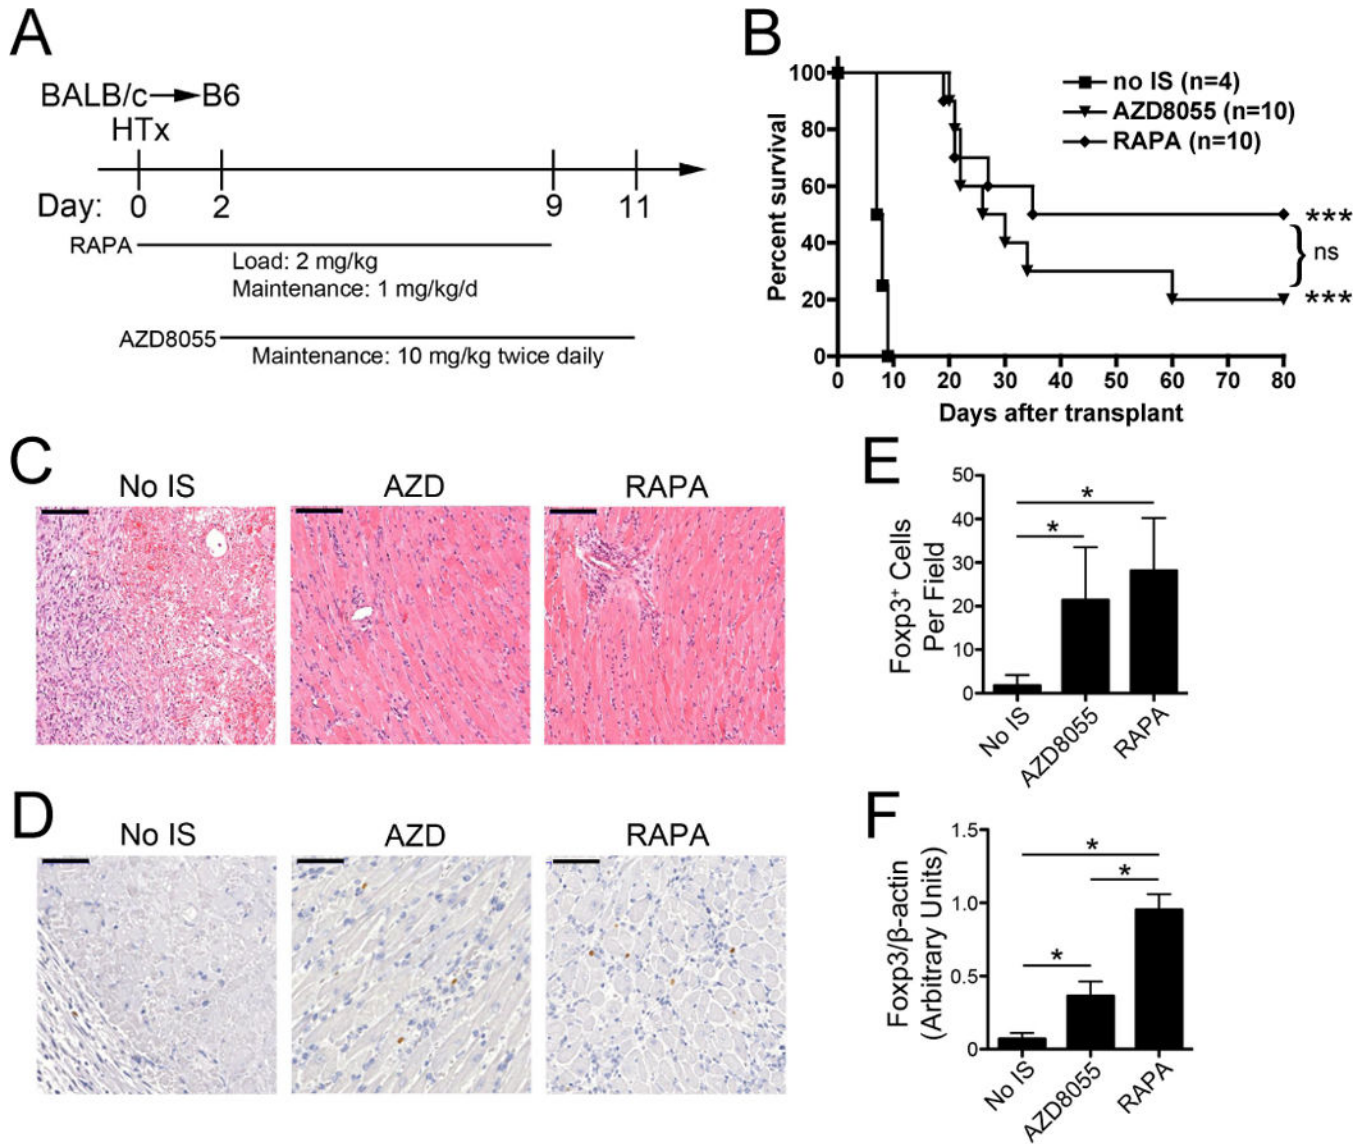 A
BALB/c→B6
HTx
Day: 0 2 9 11
RAPA
Load: 2 mg/kg
Maintenance: 1 mg/kg/d
AZD8055
Maintenance: 10 mg/kg twice daily
B
no IS (n=4)
AZD8055 (n=10)
RAPA (n=10)
Percent survival
100
80
60
40
20
0
***
ns
***
0 10 20 30 40 50 60 70 80
Days after transplant
C
No IS AZD RAPA
D
No IS AZD RAPA
E
Foxp3⁺ Cells
Per Field
50
40
30
20
10
0
*
*
No IS
AZD8055
RAPA
F
Foxp3/β-actin
(Arbitrary Units)
1.5
1.0
0.5
0
*
*
*
No IS
AZD8055
RAPA